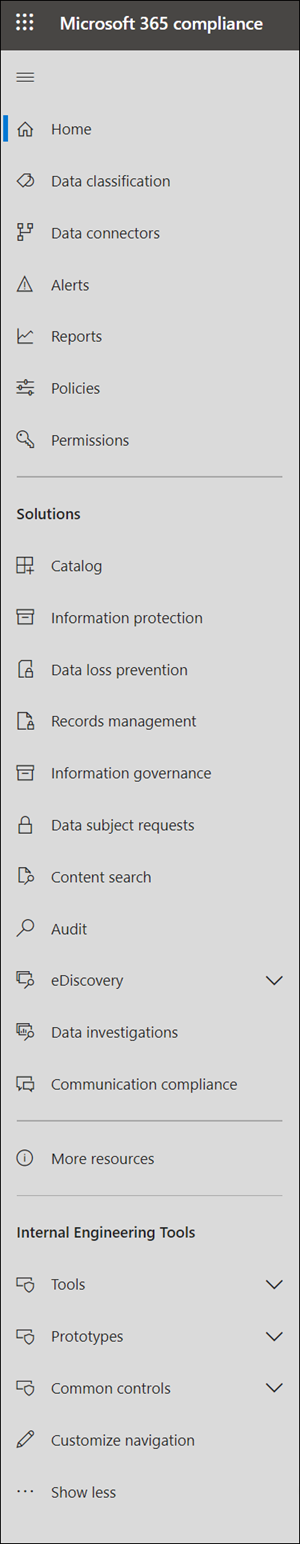 Microsoft 365 compliance
Home
Data classification
Data connectors
Alerts
Reports
Policies
Permissions
Solutions
Catalog
Information protection
Data loss prevention
Records management
Information governance
Data subject requests
Content search
Audit
eDiscovery
Data investigations
Communication compliance
More resources
Internal Engineering Tools
Tools
Prototypes
Common controls
Customize navigation
Show less